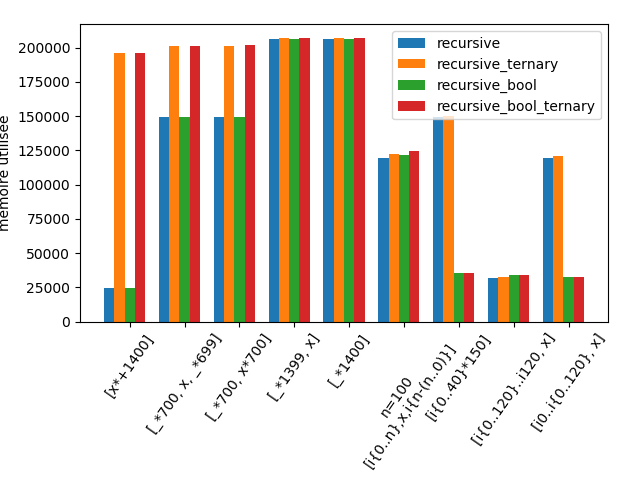 mémoire utilisée
200000
175000
150000
125000
100000
75000
50000
25000
0
recursive
recursive_ternary
recursive_bool
recursive_bool_ternary
[x*+1400]
[_*700, x, _*699]
[_*700, x*700]
[_*1399, x]
[_*1400]
n=100
[i{0..n},x,i{n-(n..0)}]
[i{0..40}*150]
[i{0..120}..i120, x]
[i0..i{0..120}, x]